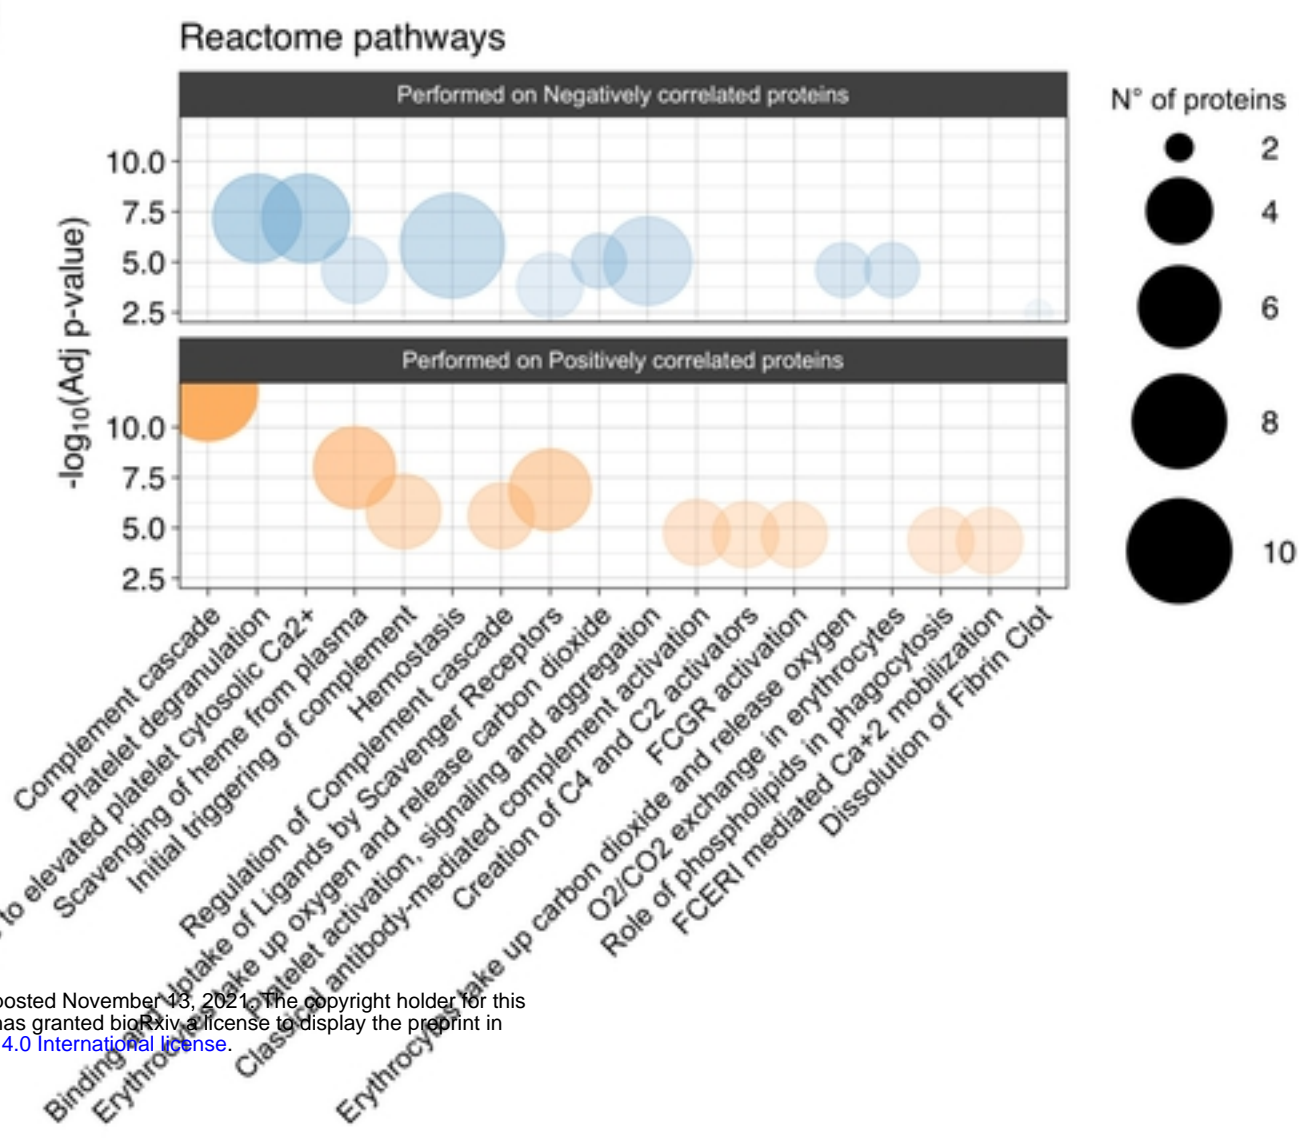 Reactome pathways
Performed on Negatively correlated proteins
10.0
7.5
5.0
2.5
Performed on Positively correlated proteins
10.0
7.5
5.0
2.5
-log10(Adj p-value)
N° of proteins
2
4
6
8
10
Complement cascade
Platelet degranulation
to elevated platelet cytosolic Ca2+
Scavenging of heme from plasma
Initial triggering of complement
Hemostasis
Regulation of Complement cascade
Binding and Uptake of Ligands by Scavenger Receptors
Erythrocytes take up oxygen and release carbon dioxide
Platelet activation, signaling and aggregation
Classical antibody-mediated complement activation
Creation of C4 and C2 activators
FCGR activation
Erythrocytes take up carbon dioxide and release oxygen
O2/CO2 exchange in erythrocytes
Role of phospholipids in phagocytosis
FCERI mediated Ca+2 mobilization
Dissolution of Fibrin Clot
posted November 13, 2021. The copyright holder for this
has granted bioRxiv a license to display the preprint in
4.0 International license.